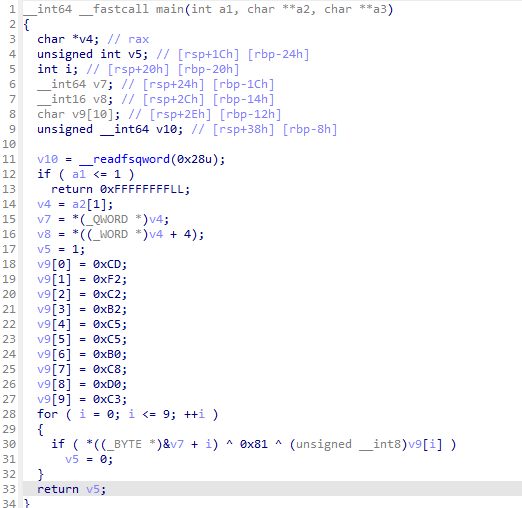 1 __int64 __fastcall main(int a1, char **a2, char **a3)
2 {
3   char *v4; // rax
4   unsigned int v5; // [rsp+1Ch] [rbp-24h]
5   int i; // [rsp+20h] [rbp-20h]
6   __int64 v7; // [rsp+24h] [rbp-1Ch]
7   __int16 v8; // [rsp+2Ch] [rbp-14h]
8   char v9[10]; // [rsp+2Eh] [rbp-12h]
9   unsigned __int64 v10; // [rsp+38h] [rbp-8h]
10
11   v10 = __readfsqword(0x28u);
12   if ( a1 <= 1 )
13     return 0xFFFFFFFFLL;
14   v4 = a2[1];
15   v7 = *(_QWORD *)v4;
16   v8 = *((_WORD *)v4 + 4);
17   v5 = 1;
18   v9[0] = 0xCD;
19   v9[1] = 0xF2;
20   v9[2] = 0xC2;
21   v9[3] = 0xB2;
22   v9[4] = 0xC5;
23   v9[5] = 0xC5;
24   v9[6] = 0xB0;
25   v9[7] = 0xC8;
26   v9[8] = 0xD0;
27   v9[9] = 0xC3;
28   for ( i = 0; i <= 9; ++i )
29   {
30     if ( *((_BYTE *)&v7 + i) ^ 0x81 ^ (unsigned __int8)v9[i] )
31       v5 = 0;
32   }
33   return v5;
34 }